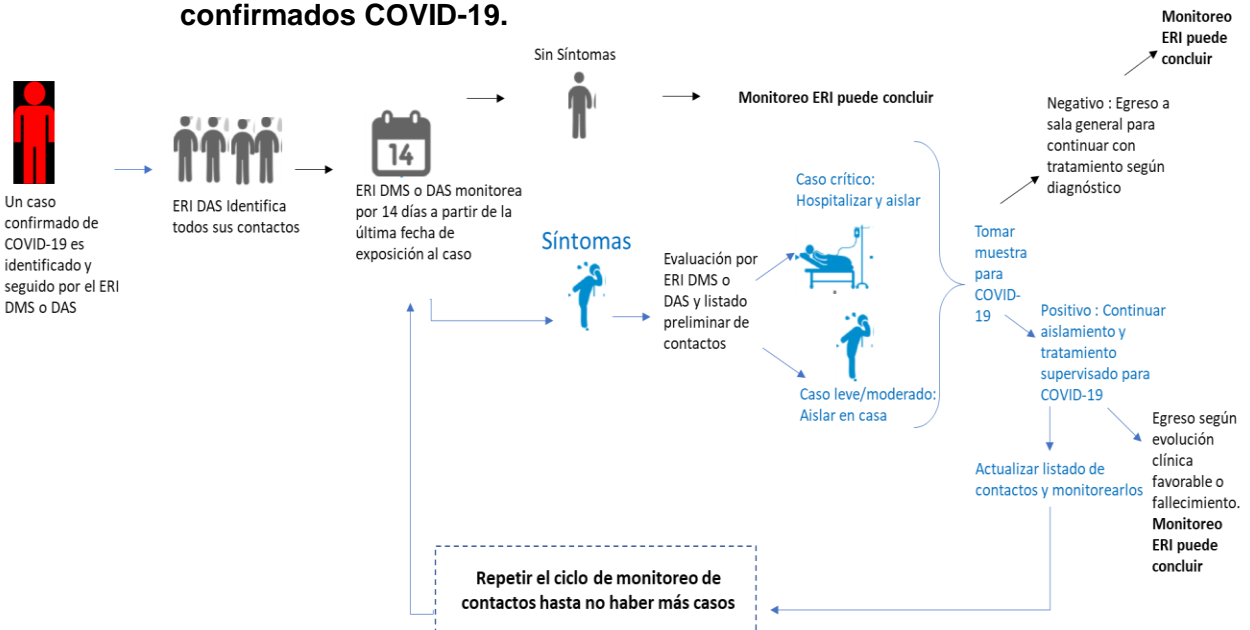 confirmados COVID-19.
Un caso
confirmado de
COVID-19 es
identificado y
seguido por el ERI
DMS o DAS
ERI DAS Identifica
todos sus contactos
14
ERI DMS o DAS monitorea
por 14 días a partir de la
última fecha de
exposición al caso
Sin Síntomas
Monitoreo ERI puede concluir
Síntomas
Evaluación por
ERI DMS o
DAS y listado
preliminar de
contactos
Caso crítico:
Hospitalizar y aislar
Caso leve/moderado:
Aislar en casa
Tomar
muestra
para
COVID-
19
Negativo : Egreso a
sala general para
continuar con
tratamiento según
diagnóstico
Monitoreo
ERI puede
concluir
Positivo : Continuar
aislamiento y
tratamiento
supervisado para
COVID-19
Egreso según
evolución
clínica
favorable o
fallecimiento.
Monitoreo
ERI puede
concluir
Actualizar listado de
contactos y monitorearlos
Repetir el ciclo de monitoreo de
contactos hasta no haber más casos